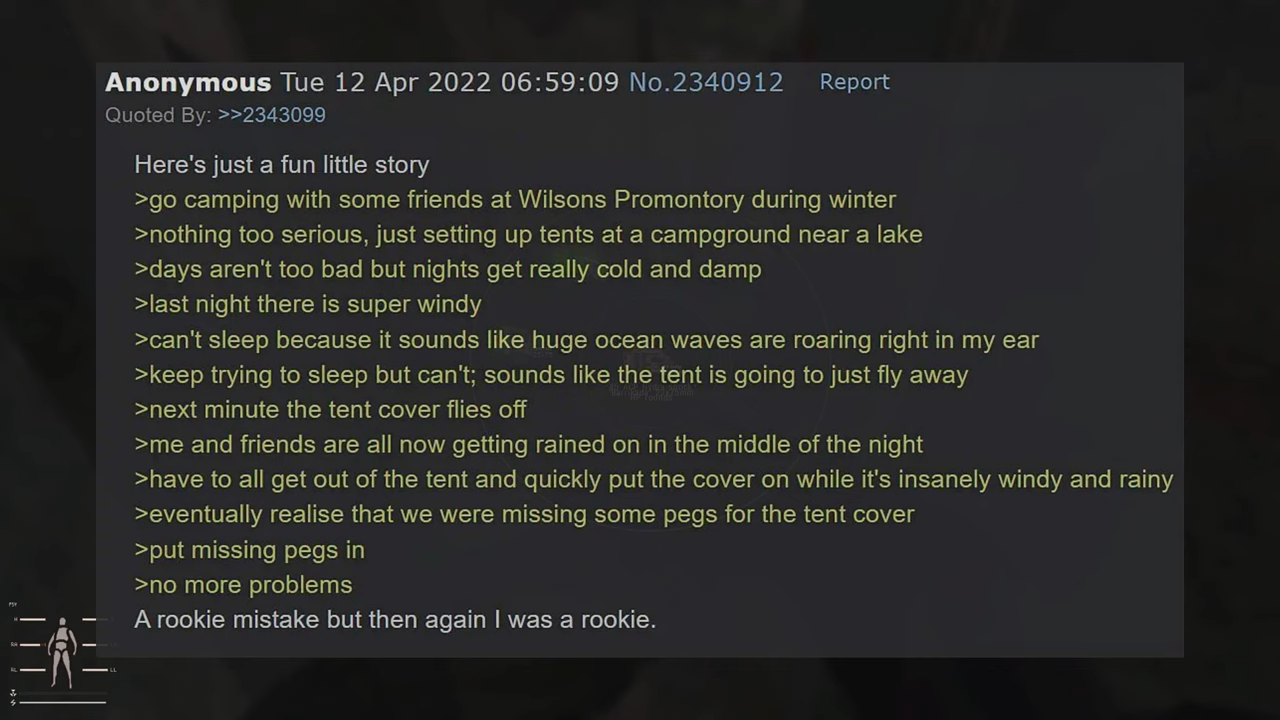 Anonymous Tue 12 Apr 2022 06:59:09 No.2340912 Report
Quoted By: >>2343099
Here's just a fun little story
>go camping with some friends at Wilsons Promontory during winter
>nothing too serious, just setting up tents at a campground near a lake
>days aren't too bad but nights get really cold and damp
>last night there is super windy
>can't sleep because it sounds like huge ocean waves are roaring right in my ear
>keep trying to sleep but can't; sounds like the tent is going to just fly away
>next minute the tent cover flies off
>me and friends are all now getting rained on in the middle of the night
>have to all get out of the tent and quickly put the cover on while it's insanely windy and rainy
>eventually realise that we were missing some pegs for the tent cover
>put missing pegs in
>no more problems
A rookie mistake but then again I was a rookie.